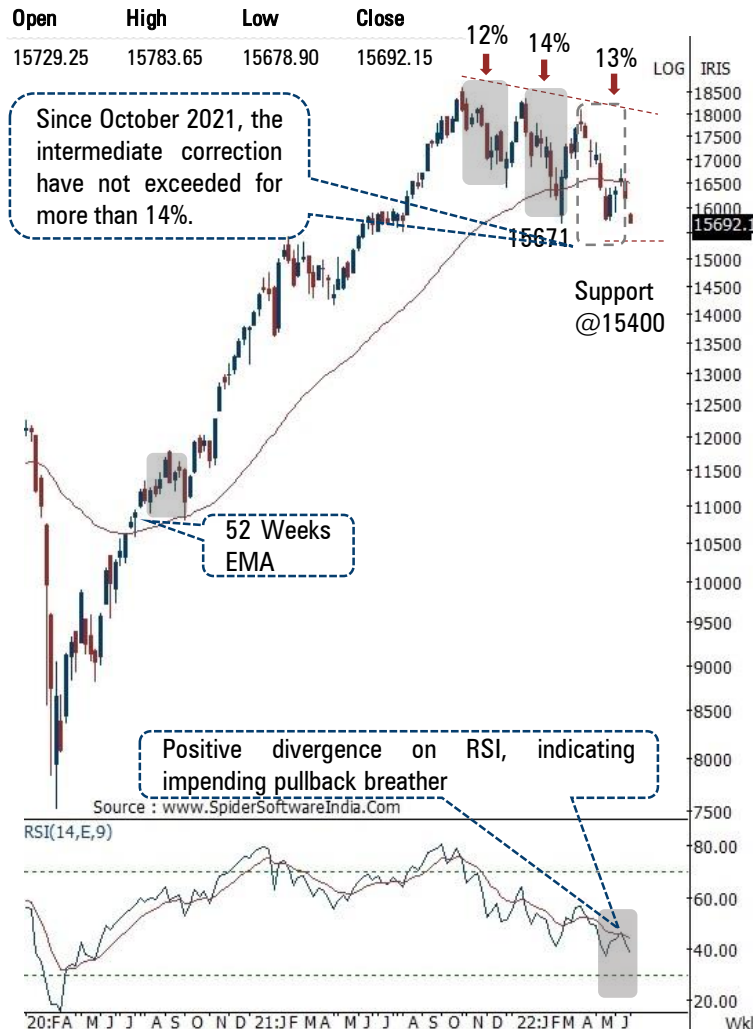 Open High Low Close
15729.25 15783.65 15678.90 15692.15
12%
14%
13%
LOG IRIS
Since October 2021, the
intermediate correction
have not exceeded for
more than 14%.
18500
18000
17500
17000
16500
16000
15692.1
15671
15000
Support
@15400
14500
14000
13500
13000
12500
12000
11500
11000
52 Weeks
EMA
10500
10000
9500
9000
8500
Positive divergence on RSI, indicating
impending pullback breather
8000
Source : www.SpiderSoftwareIndia.Com
7500
RSI(14,E,9)
80.00
60.00
40.00
20.00
20:FA M J J A S O N D 21:J F M A M J J A S O N D 22:J F M A M J Wkl